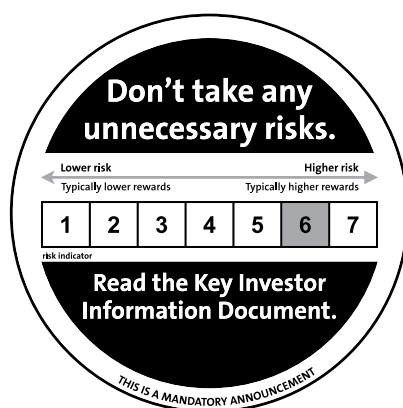 Don't take any
unnecessary risks.
Lower risk Higher risk
Typically lower rewards Typically higher rewards
1 2 3 4 5 6 7
risk indicator
Read the Key Investor
Information Document.
THIS IS A MANDATORY ANNOUNCEMENT